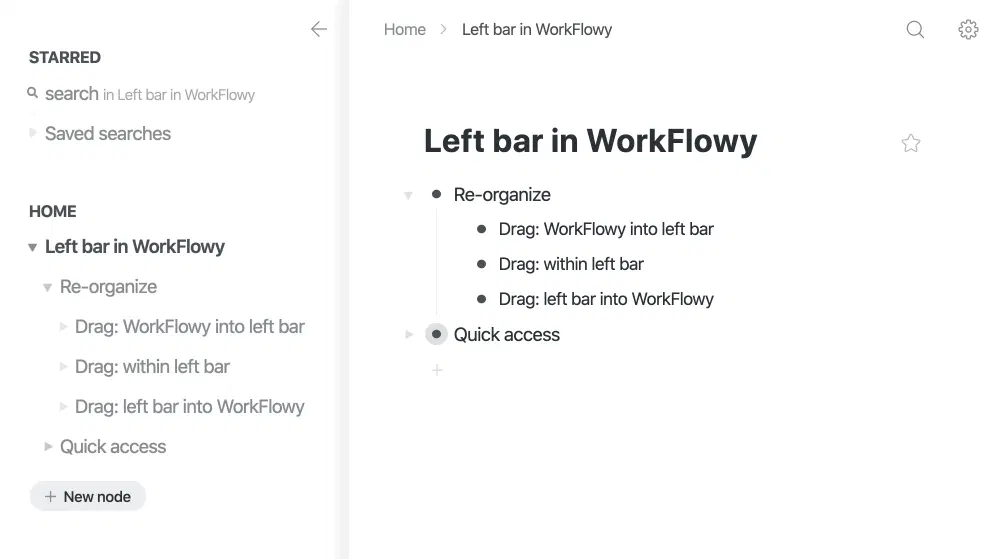 STARRED
search in Left bar in WorkFlowy
Saved searches
HOME
Left bar in WorkFlowy
Re-organize
Drag: WorkFlowy into left bar
Drag: within left bar
Drag: left bar into WorkFlowy
Quick access
+ New node
Home > Left bar in WorkFlowy
Left bar in WorkFlowy
Re-organize
Drag: WorkFlowy into left bar
Drag: within left bar
Drag: left bar into WorkFlowy
Quick access
+